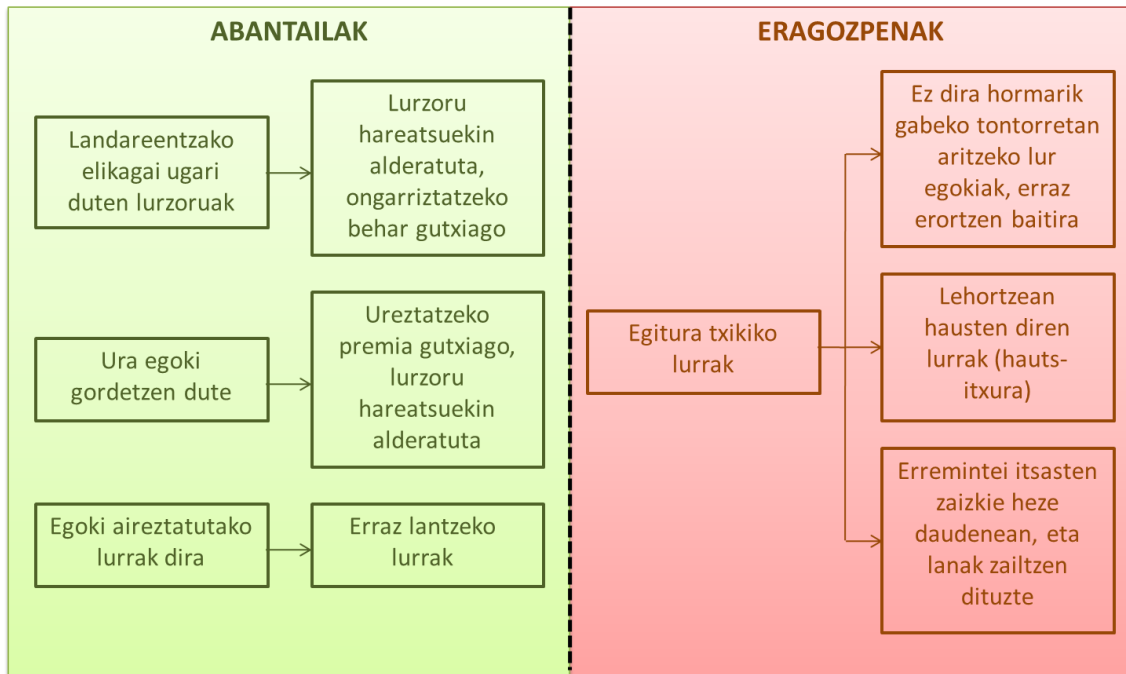 ABANTAILAK
Landareentzako
elikagai ugari
duten lurzoruak
Lurzoru
hareatsuekin
alderatuta,
ongarriztatzeko
behar gutxiago
Ura egoki
gordetzen dute
Ureztatzeko
premia gutxiago,
lurzoru
hareatsuekin
alderatuta
Egoki aireztatutako
lurrak dira
Erraz lantzeko
lurrak
ERAGOZPENAK
Egitura txikiko
lurrak
Ez dira hormarik
gabeko tontorretan
aritzeko lur
egokiak, erraz
erortzen baitira
Lehortzean
hausten diren
lurrak (hauts-
itxura)
Erremintei itsasten
zaizkie heze
daudenean, eta
lanak zailtzen
dituzte